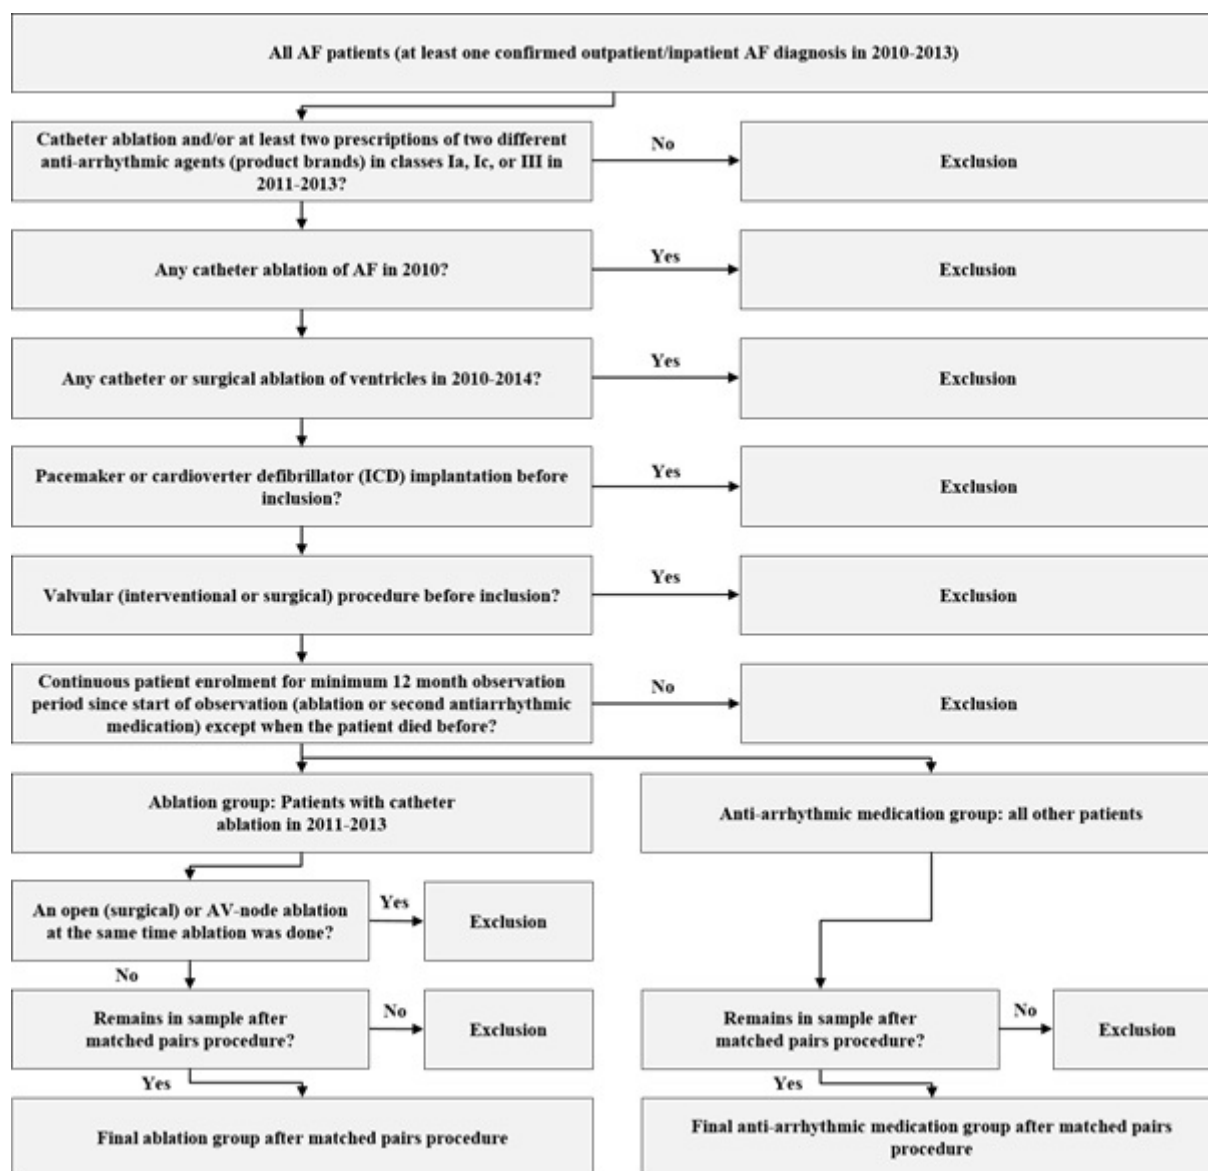 All AF patients (at least one confirmed outpatient/inpatient AF diagnosis in 2010-2013)
Catheter ablation and/or at least two prescriptions of two different
anti-arrhythmic agents (product brands) in classes Ia, Ic, or III in
2011-2013?
No
Exclusion
Any catheter ablation of AF in 2010?
Yes
Exclusion
Any catheter or surgical ablation of ventricles in 2010-2014?
Yes
Exclusion
Pacemaker or cardioverter defibrillator (ICD) implantation before
inclusion?
Yes
Exclusion
Valvular (interventional or surgical) procedure before inclusion?
Yes
Exclusion
Continuous patient enrolment for minimum 12 month observation
period since start of observation (ablation or second antiarrhythmic
medication) except when the patient died before?
No
Exclusion
Ablation group: Patients with catheter
ablation in 2011-2013
Anti-arrhythmic medication group: all other patients
An open (surgical) or AV-node ablation
at the same time ablation was done?
Yes
Exclusion
No
Remains in sample after
matched pairs procedure?
No
Exclusion
Remains in sample after
matched pairs procedure?
No
Exclusion
Yes
Yes
Final ablation group after matched pairs procedure
Final anti-arrhythmic medication group after matched pairs
procedure